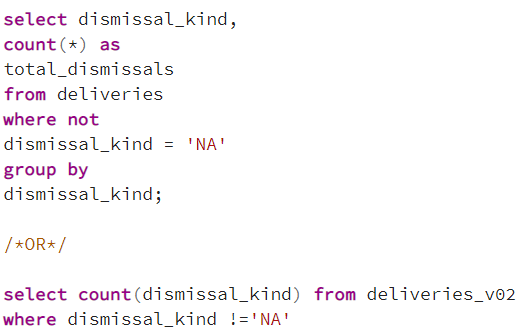 select dismissal_kind,
count(*) as
total_dismissals
from deliveries
where not
dismissal_kind = 'NA'
group by
dismissal_kind;
/*OR*/
select count(dismissal_kind) from deliveries_v02
where dismissal_kind !='NA'